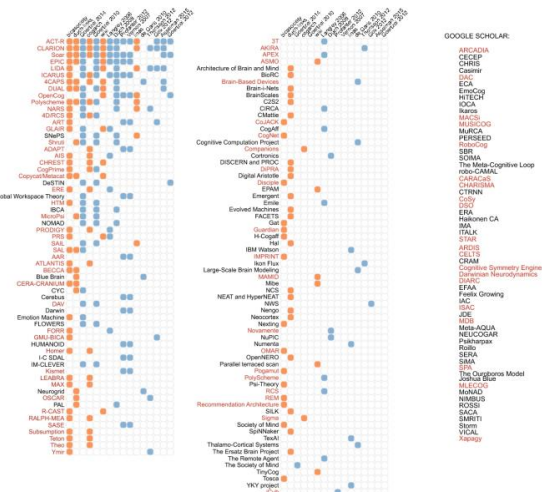 GOOGLE SCHOLAR:
ACT-R
CLARION
Soar
EPIC
LIDA
ICARUS
4CAPS
DUAL
OpenCog
Polyscheme
NARS
4D/RCS
ART
GLAIR
SNePS
Shruti
ADAPT
AIS
CHREST
CogPrime
Copycat/Metacat
DeSTIN
ERE
obal Workspace Theory
HTM
IBCA
MicroPsi
NOMAD
PRODIGY
PRS
SAIL
SAL
AAR
ATLANTIS
BECCA
Blue Brain
CERA-CRANIUM
CYC
Cerebus
DAV
Darwin
Emotion Machine
FLOWERS
FORR
GMU-BICA
HUMANOID
Homer
I-C SDAL
IM-CLEVER
Kismet
LEABRA
MAX
Neurogrid
OSCAR
PAL
R-CAST
RALPH-MEA
SASE
Subsumption
Teton
Theo
Ymir
3T
AKIRA
APEX
ASMO
Architecture of Brain and Mind
BioRC
Brain-Based Devices
Brain-i-Nets
BrainScales
C2S2
CIRCA
CMattie
CoJACK
CogAff
CogNet
Cognitive Computation Project
Companions
Cortronics
DISCERN and PROC
DiPRA
Digital Aristotle
Disciple
EPAM
Emergent
Emile
Evolved Machines
FACETS
Gat
Guardian
H-Cogaff
Hal
IBM Watson
IMPRINT
Ikon Flux
Large-Scale Brain Modeling
MAMID
Mibe
NCS
NEAT and HyperNEAT
NWS
Nengo
Neocortex
Nexting
Novamente
NuPIC
Numenta
OMAR
OpenNERO
Parallel terraced scan
Pogamut
PolyScheme
Psi-Theory
RCS
REM
Recommendation Architecture
SiLK
Sigma
Society of Mind
SpiNNaker
TexAI
Thalamo-Cortical Systems
The Ersatz Brain Project
The Remote Agent
The Society of Mind
TinyCog
Tosca
YKY project
ARCADIA
CECEP
CHRIS
Casimir
DAC
ECA
EmoCog
HiTECH
IOCA
Ikaros
MACSi
MUSICOG
MuRCA
PERSEED
RoboCog
SBR
SOIMA
The Meta-Cognitive Loop
robo-CAMAL
CARACaS
CHARISMA
CTRNN
CoSy
DSO
ERA
Haikonen CA
IMA
ITALK
STAR
ARDIS
CELTS
CRAM
Cognitive Symmetry Engine
Darwinian Neurodynamics
DIARC
EFAA
Feelix Growing
IAC
ISAC
JDE
MDB
Meta-AQUA
NEUCOGAR
Psikharpax
Roillo
SERA
SiMA
SPA
The Ouroboros Model
Joshua Blue
MLECOG
MoNAD
NIMBUS
ROSSI
SACA
SMRITI
Storm
VICAL
Xapagy